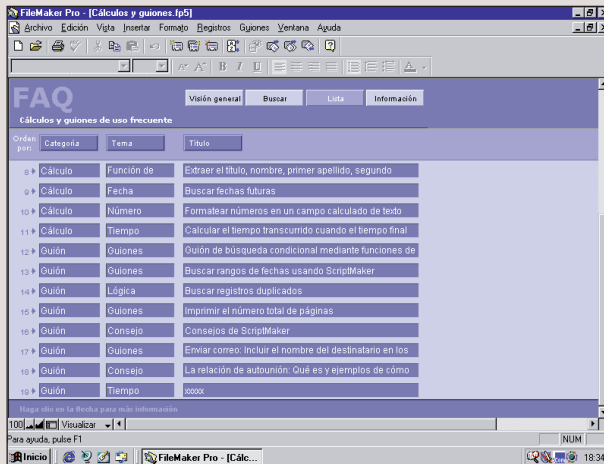 FileMaker Pro - [Cálculos y guiones.fp5]
Archivo Edición Vista Insertar Formato Registros Guiones Ventana Ayuda
FAQ
Visión general Buscar Lista Información
Cálculos y guiones de uso frecuente
Orden por: Categoría Tema Título
8 Cálculo Función de Extraer el título, nombre, primer apellido, segundo
9 Cálculo Fecha Buscar fechas futuras
10 Cálculo Número Formatear números en un campo calculado de texto
11 Cálculo Tiempo Calcular el tiempo transcurrido cuando el tiempo final
12 Guión Guiones Guión de búsqueda condicional mediante funciones de
13 Guión Guiones Buscar rangos de fechas usando ScriptMaker
14 Guión Lógica Buscar registros duplicados
15 Guión Guiones Imprimir el número total de páginas
16 Guión Consejo Consejos de ScriptMaker
17 Guión Guiones Enviar correo: Incluir el nombre del destinatario en los
18 Guión Consejo La relación de autounión: Qué es y ejemplos de cómo
19 Guión Tiempo xxxxx
Haga clic en la flecha para más información
100 Visualizar
Para ayuda, pulse F1 NUM
Inicio FileMaker Pro - [Cálc... 18:34